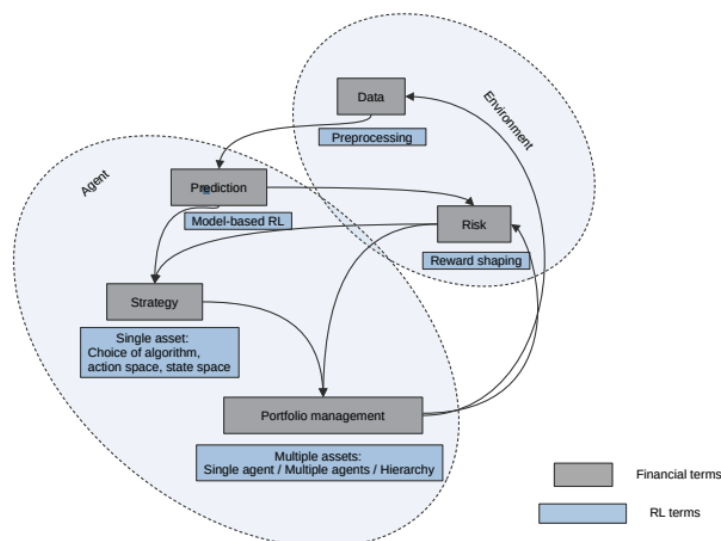 Data
Environment
Preprocessing
Agent
Prediction
Model-based RL
Risk
Reward shaping
Strategy
Single asset:
Choice of algorithm,
action space, state space
Portfolio management
Multiple assets:
Single agent / Multiple agents / Hierarchy
Financial terms
RL terms